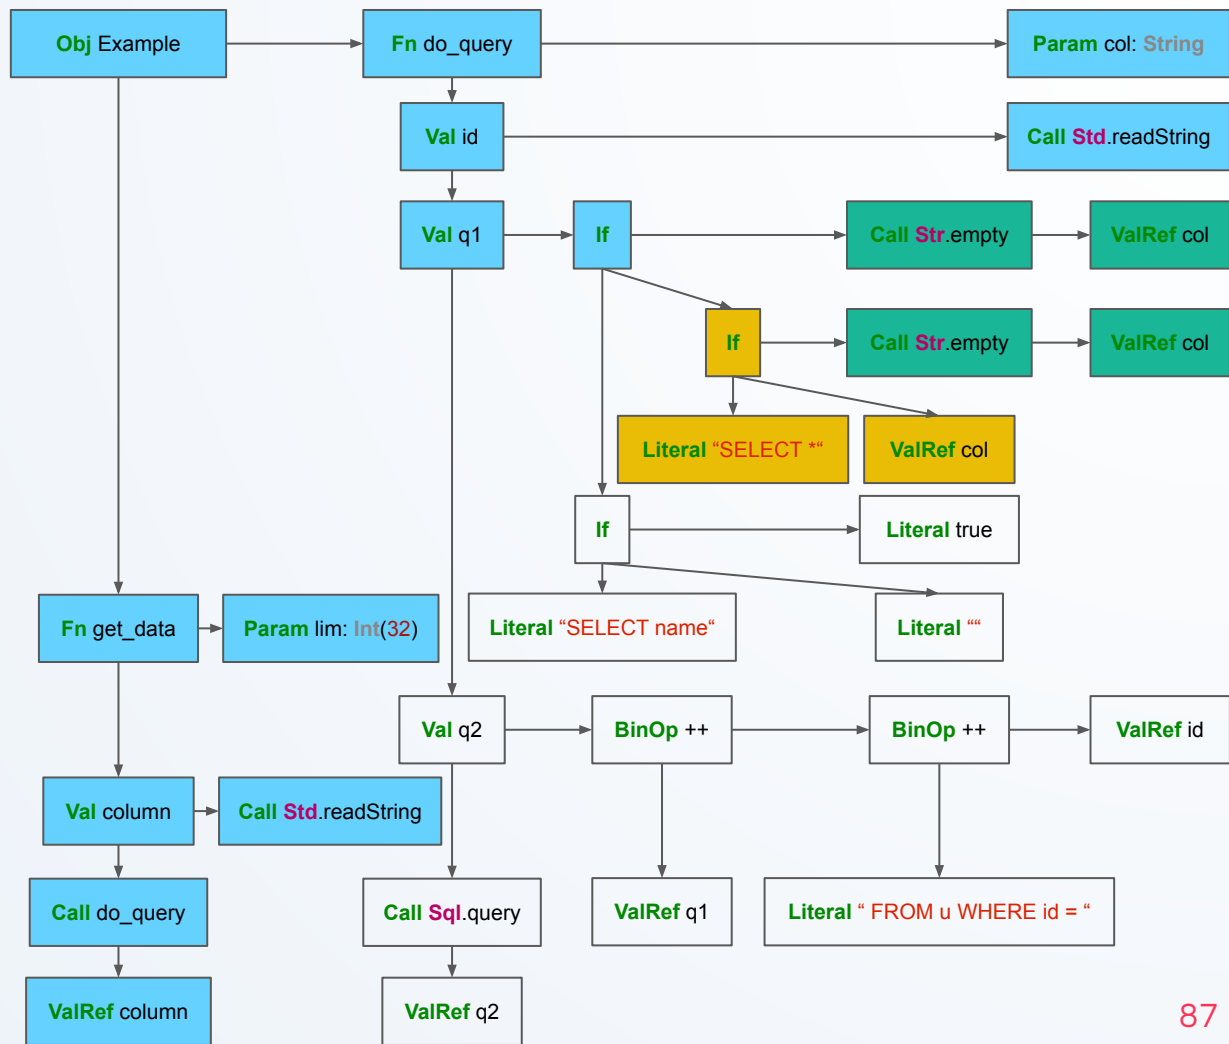 Obj Example
Fn do_query
Param col: String
Val id
Call Std.readString
Val q1
If
Call Str.empty
ValRef col
If
Call Str.empty
ValRef col
Literal “SELECT *“
ValRef col
If
Literal true
Fn get_data
Param lim: Int(32)
Literal “SELECT name“
Literal ““
Val q2
BinOp ++
BinOp ++
ValRef id
Val column
Call Std.readString
Call do_query
Call Sql.query
ValRef q1
Literal “ FROM u WHERE id = “
ValRef column
ValRef q2
87